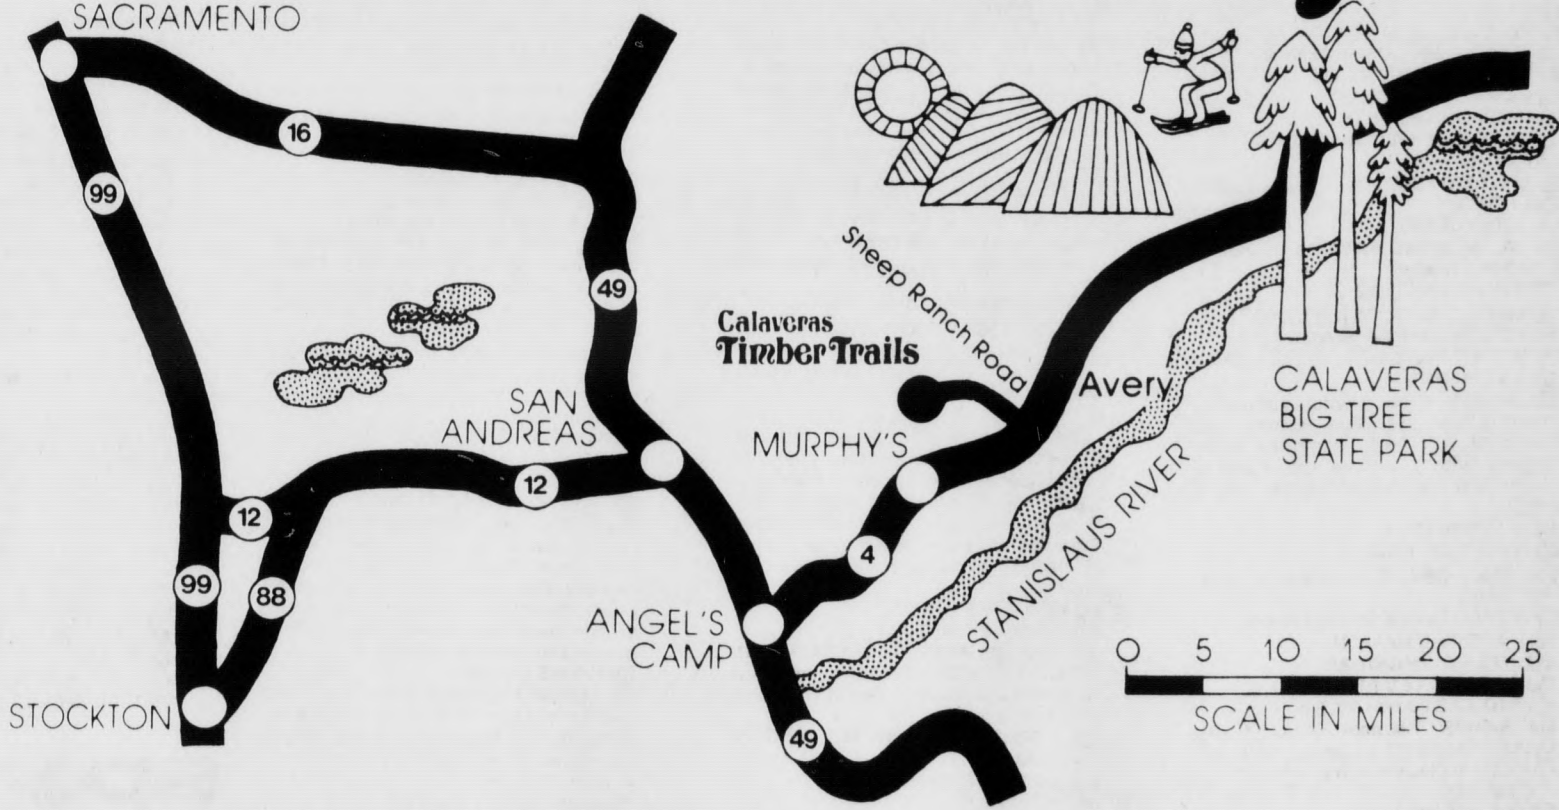 SACRAMENTO
16
99
49
Sheep Ranch Road
Calaveras
Timber Trails
SAN
ANDREAS
Avery
MURPHY'S
CALAVERAS
BIG TREE
STATE PARK
12
12
4
99
88
STANISLAUS RIVER
ANGEL'S
CAMP
STOCKTON
0 5 10 15 20 25
SCALE IN MILES
49